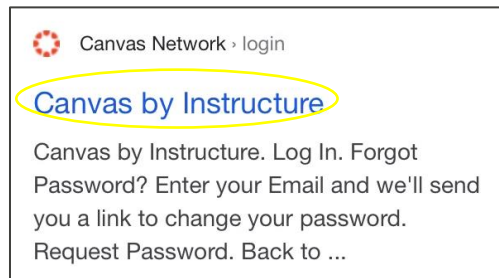 Canvas Network › login
Canvas by Instructure
Canvas by Instructure. Log In. Forgot
Password? Enter your Email and we'll send
you a link to change your password.
Request Password. Back to ...